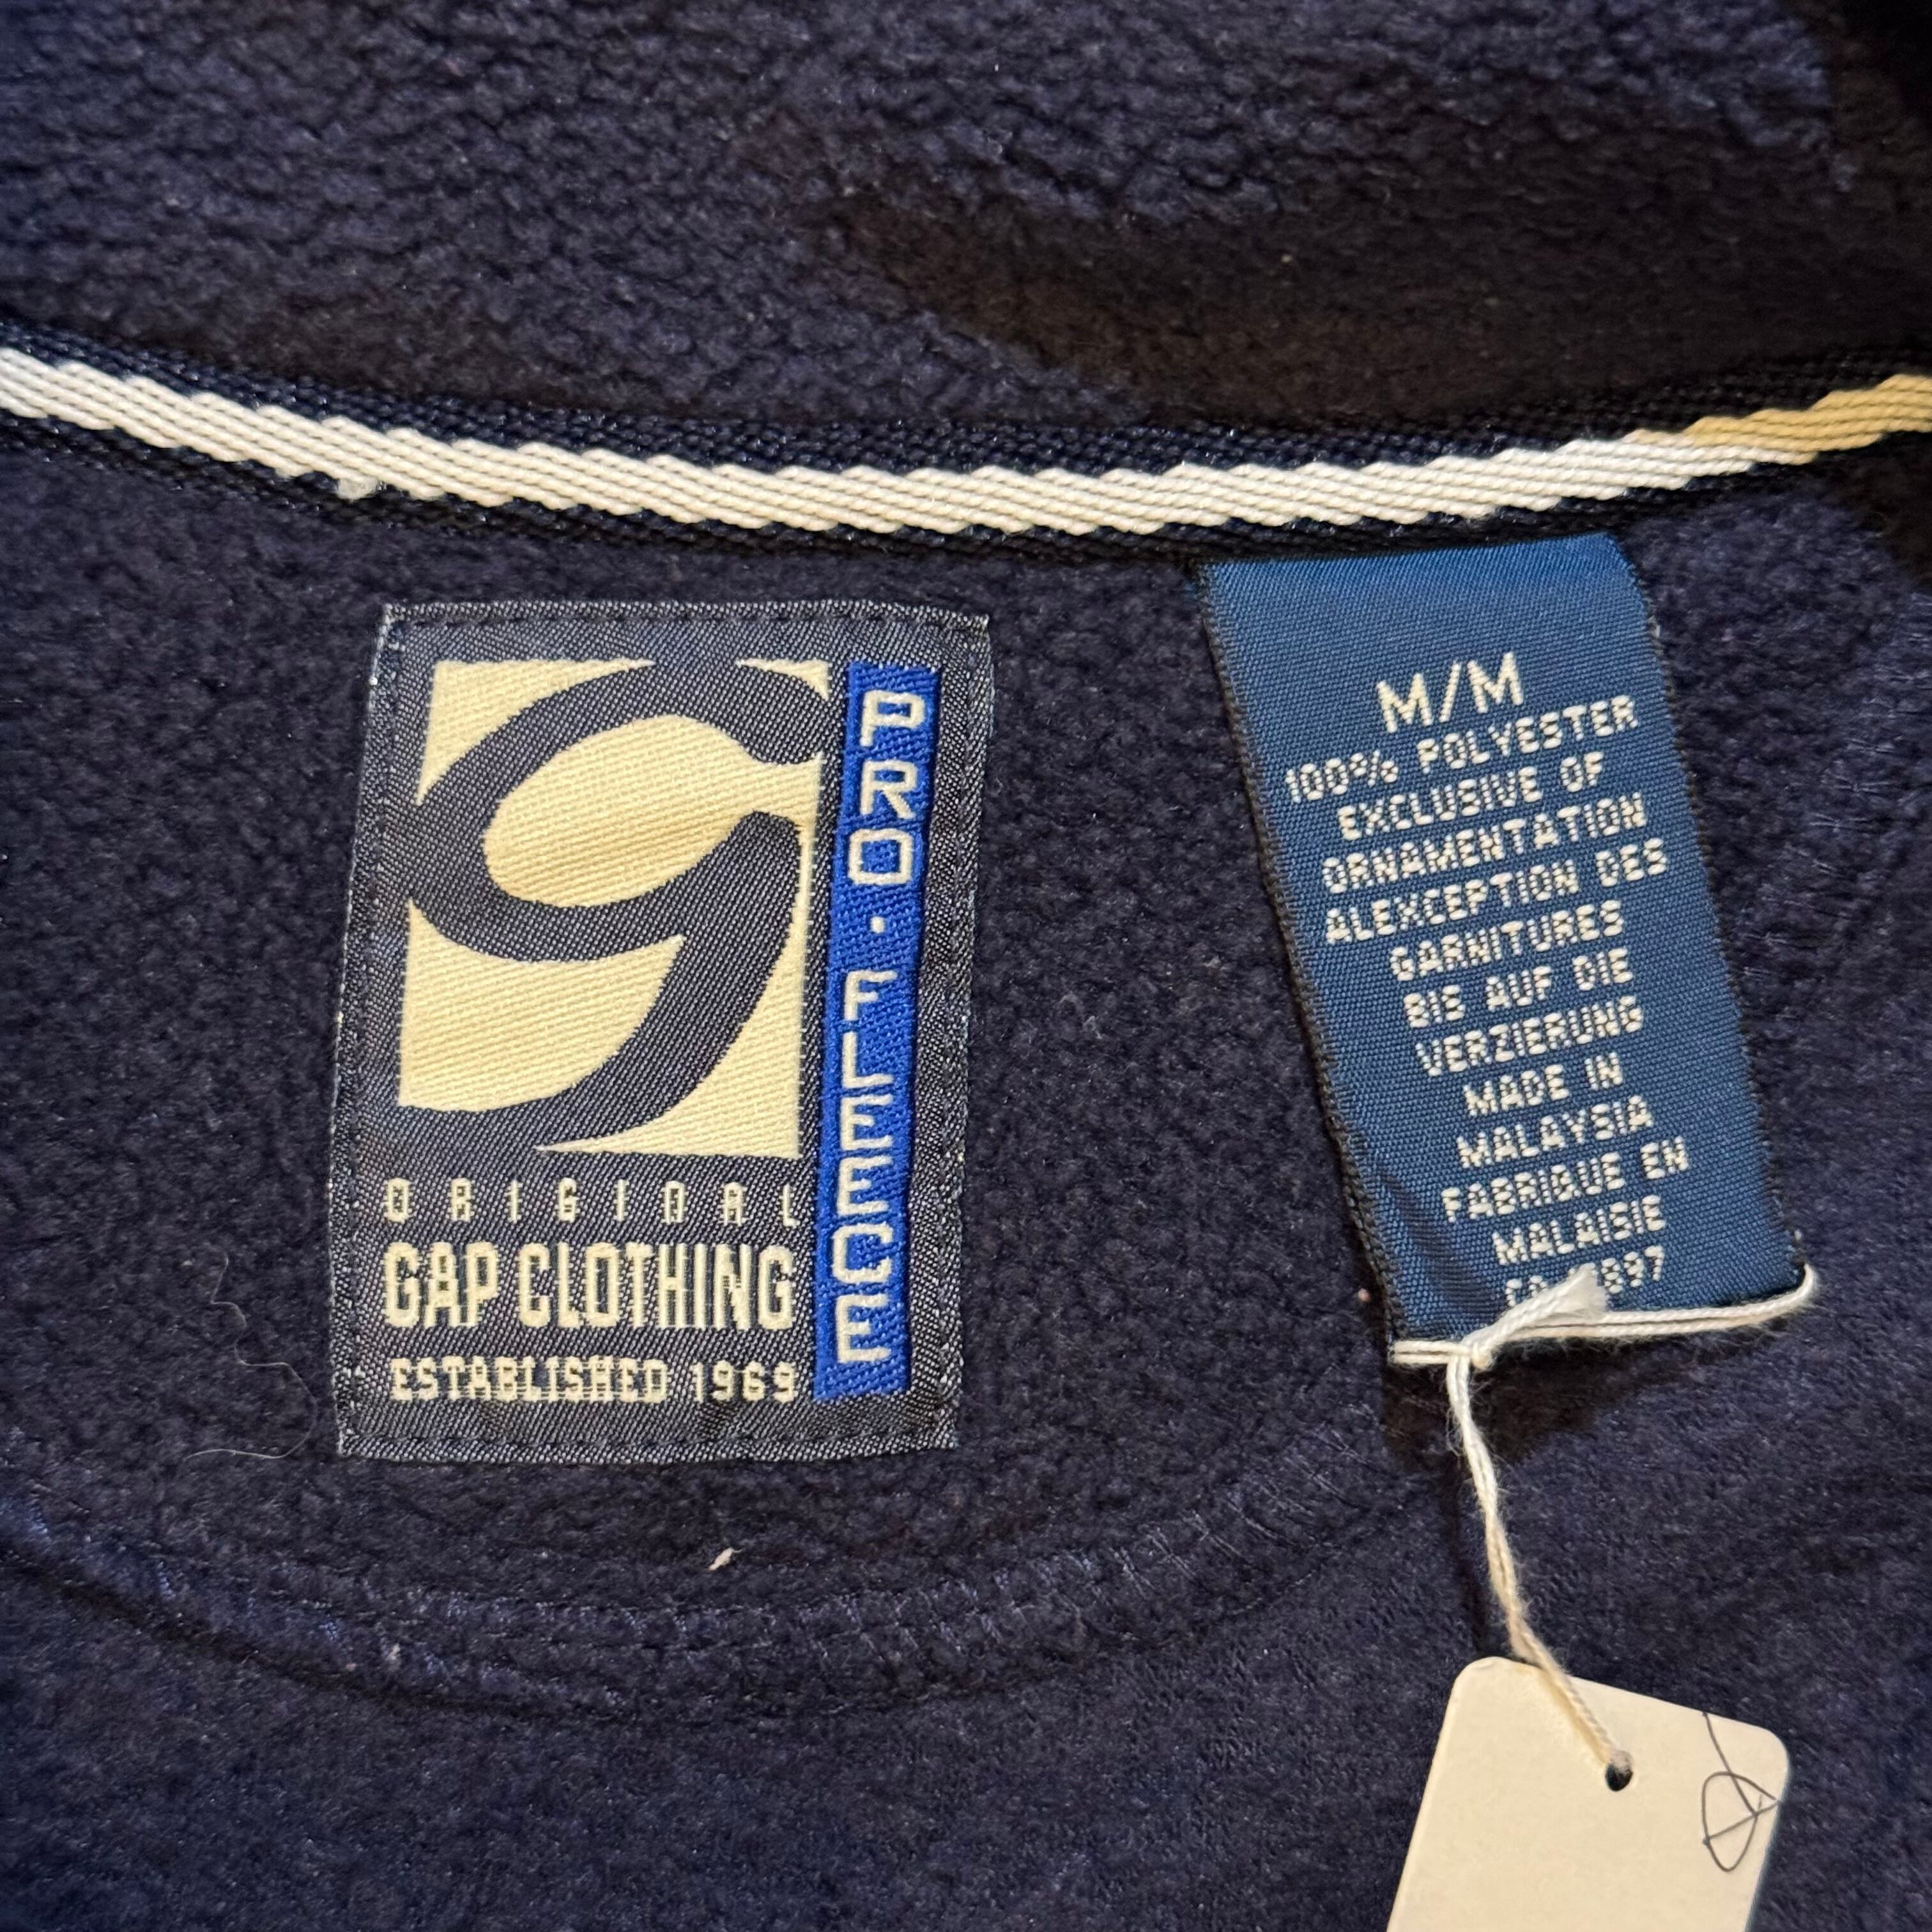 PRO·FLEECE
ORIGINAL
GAP CLOTHING
ESTABLISHED 1969
M/M
100% POLYESTER
EXCLUSIVE OF
ORNAMENTATION
ALEXCEPTION DES
GARNITURES
BIS AUF DIE
VERZIERUNG
MADE IN
MALAYSIA
FABRIQUE EN
MALAISIE